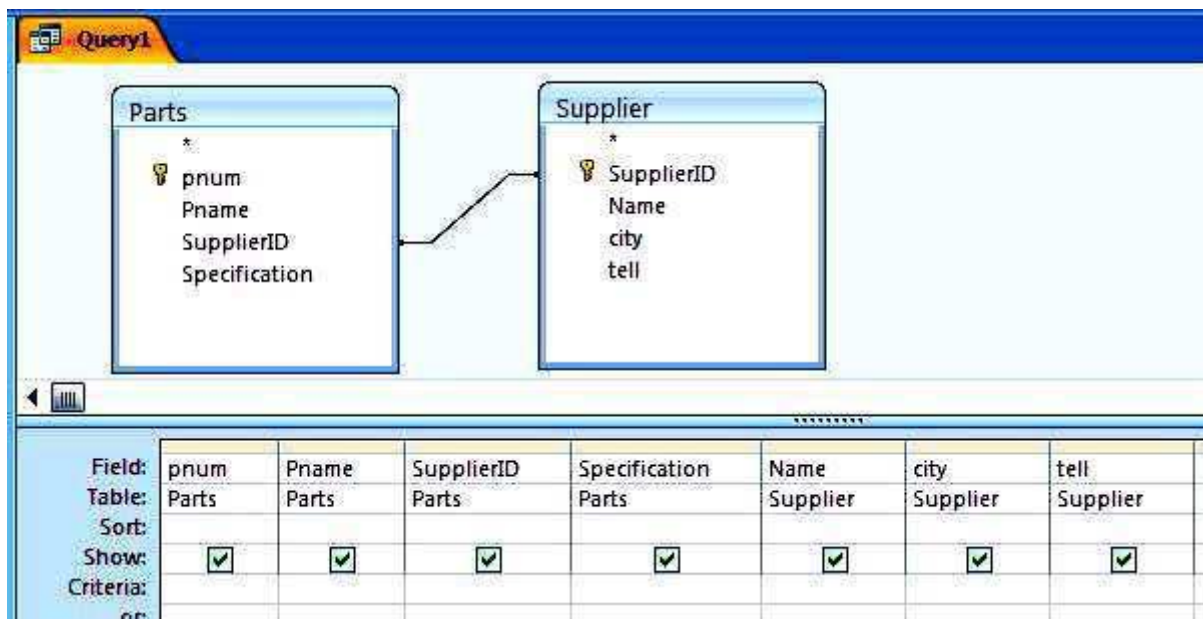 Query1
Parts
*
pnum
Pname
SupplierID
Specification
Supplier
*
SupplierID
Name
city
tell
Field: pnum Pname SupplierID Specification Name city tell
Table: Parts Parts Parts Parts Supplier Supplier Supplier
Sort:
Show:
Criteria:
or: